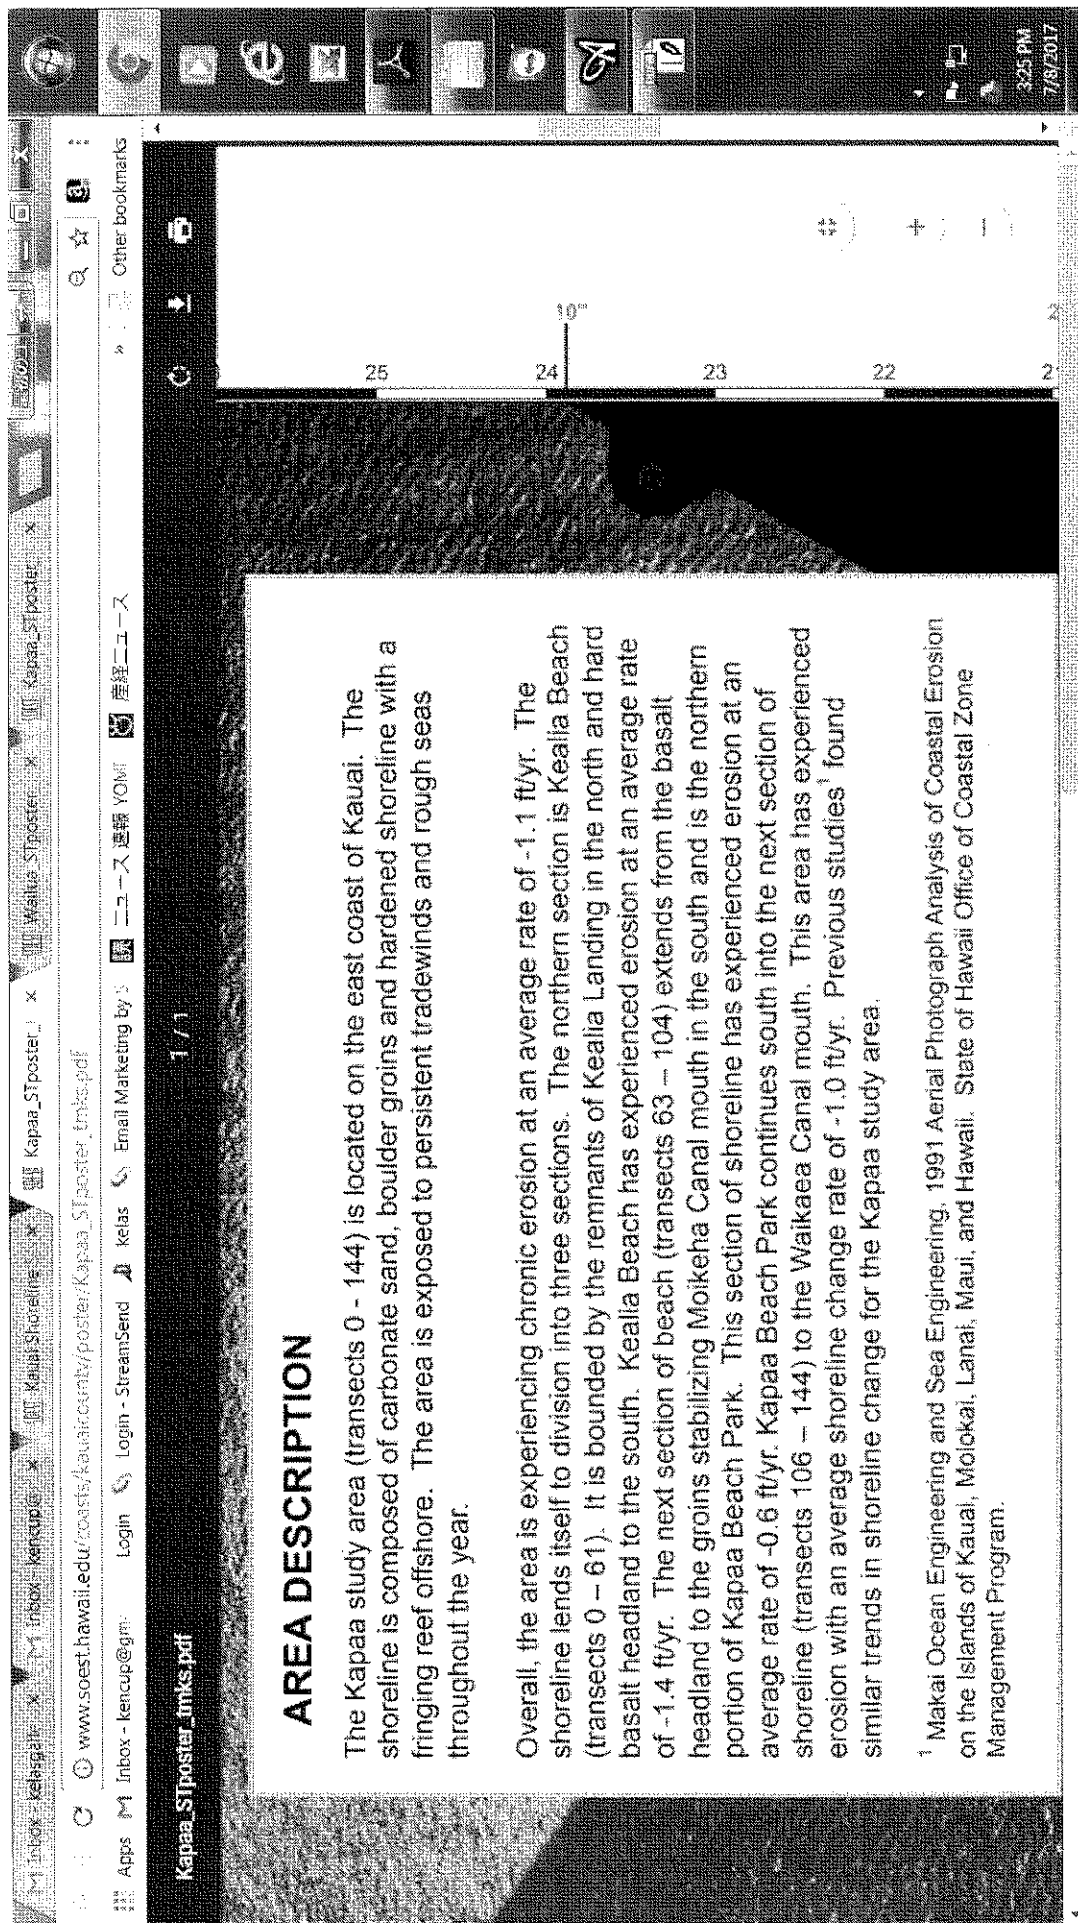 Kapaa_STposter_
Wailua_STposter
Kapaa_STposter
Kauai Shoreline
www.soest.hawaii.edu/coasts/kauaicosmb/poster/Kapaa_STposter_tmks.pdf
Apps
Inbox - kencup@gm
Login
Login - StreamSend
Kelas
Email Marketing by S
ニュース 速報 YOMI
産経ニュース
»
Other bookmarks
Kapaa_STposter_tmks.pdf
1 / 1
AREA DESCRIPTION
The Kapaa study area (transects 0 - 144) is located on the east coast of Kauai. The
shoreline is composed of carbonate sand, boulder groins and hardened shoreline with a
fringing reef offshore. The area is exposed to persistent tradewinds and rough seas
throughout the year.
Overall, the area is experiencing chronic erosion at an average rate of -1.1 ft/yr. The
shoreline lends itself to division into three sections. The northern section is Kealia Beach
(transects 0 – 61). It is bounded by the remnants of Kealia Landing in the north and hard
basalt headland to the south. Kealia Beach has experienced erosion at an average rate
of -1.4 ft/yr. The next section of beach (transects 63 – 104) extends from the basalt
headland to the groins stabilizing Moikeha Canal mouth in the south and is the northern
portion of Kapaa Beach Park. This section of shoreline has experienced erosion at an
average rate of -0.6 ft/yr. Kapaa Beach Park continues south into the next section of
shoreline (transects 106 – 144) to the Waikaea Canal mouth. This area has experienced
erosion with an average shoreline change rate of -1.0 ft/yr. Previous studies¹ found
similar trends in shoreline change for the Kapaa study area.
¹ Makai Ocean Engineering and Sea Engineering, 1991 Aerial Photograph Analysis of Coastal Erosion
on the Islands of Kauai, Molokai, Lanai, Maui, and Hawaii. State of Hawaii Office of Coastal Zone
Management Program.
25
24
10
23
22
3:25 PM
7/8/2017